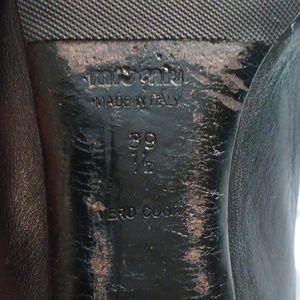 miu miu
MADE IN ITALY
39
½
VERO CUOIO